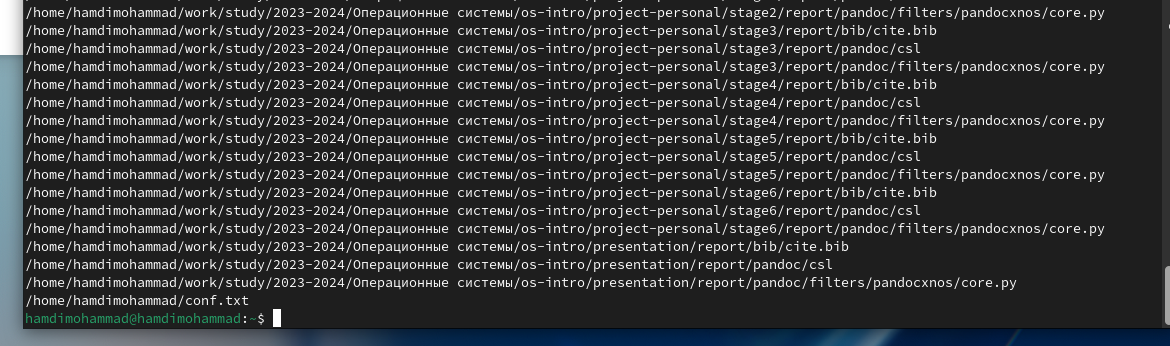 /home/hamdimohammad/work/study/2023-2024/Операционные системы/os-intro/project-personal/stage2/report/pandoc/filters/pandocxnos/core.py
/home/hamdimohammad/work/study/2023-2024/Операционные системы/os-intro/project-personal/stage3/report/bib/cite.bib
/home/hamdimohammad/work/study/2023-2024/Операционные системы/os-intro/project-personal/stage3/report/pandoc/csl
/home/hamdimohammad/work/study/2023-2024/Операционные системы/os-intro/project-personal/stage3/report/pandoc/filters/pandocxnos/core.py
/home/hamdimohammad/work/study/2023-2024/Операционные системы/os-intro/project-personal/stage4/report/bib/cite.bib
/home/hamdimohammad/work/study/2023-2024/Операционные системы/os-intro/project-personal/stage4/report/pandoc/csl
/home/hamdimohammad/work/study/2023-2024/Операционные системы/os-intro/project-personal/stage4/report/pandoc/filters/pandocxnos/core.py
/home/hamdimohammad/work/study/2023-2024/Операционные системы/os-intro/project-personal/stage5/report/bib/cite.bib
/home/hamdimohammad/work/study/2023-2024/Операционные системы/os-intro/project-personal/stage5/report/pandoc/csl
/home/hamdimohammad/work/study/2023-2024/Операционные системы/os-intro/project-personal/stage5/report/pandoc/filters/pandocxnos/core.py
/home/hamdimohammad/work/study/2023-2024/Операционные системы/os-intro/project-personal/stage6/report/bib/cite.bib
/home/hamdimohammad/work/study/2023-2024/Операционные системы/os-intro/project-personal/stage6/report/pandoc/csl
/home/hamdimohammad/work/study/2023-2024/Операционные системы/os-intro/project-personal/stage6/report/pandoc/filters/pandocxnos/core.py
/home/hamdimohammad/work/study/2023-2024/Операционные системы/os-intro/presentation/report/bib/cite.bib
/home/hamdimohammad/work/study/2023-2024/Операционные системы/os-intro/presentation/report/pandoc/csl
/home/hamdimohammad/work/study/2023-2024/Операционные системы/os-intro/presentation/report/pandoc/filters/pandocxnos/core.py
/home/hamdimohammad/conf.txt
hamdimohammad@hamdimohammad:~$